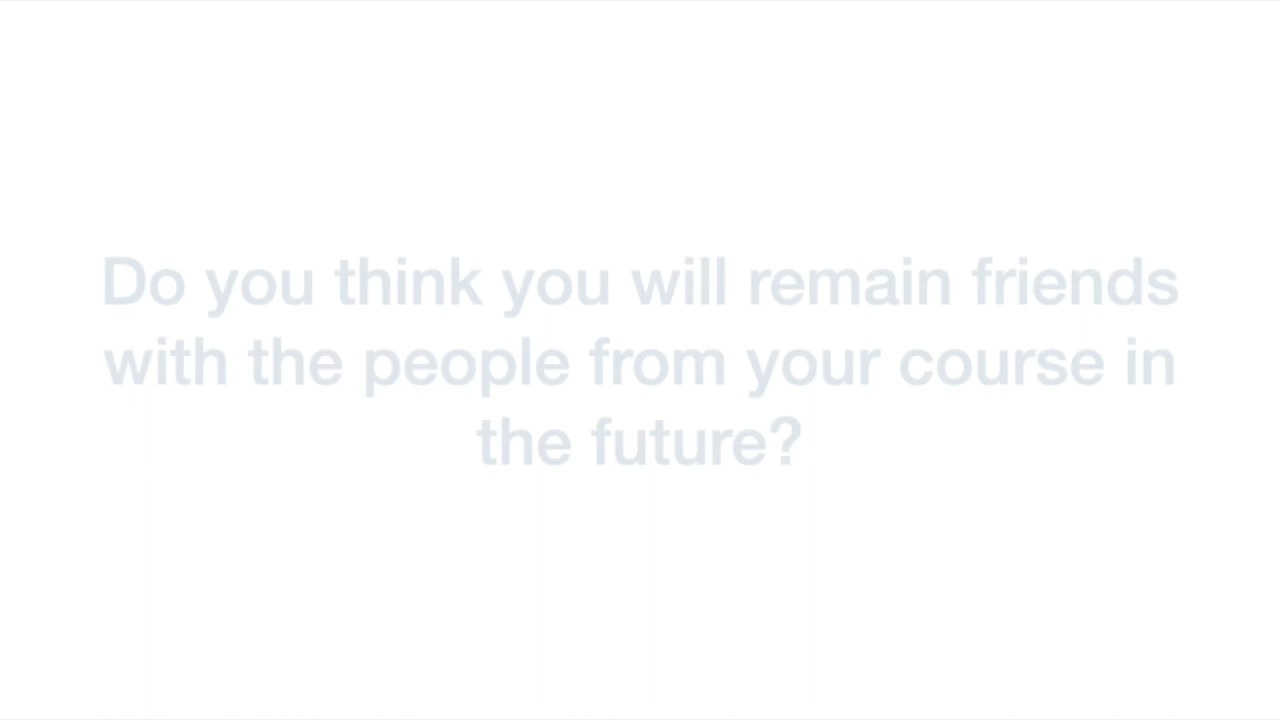 Do you think you will remain friends
with the people from your course in
the future?